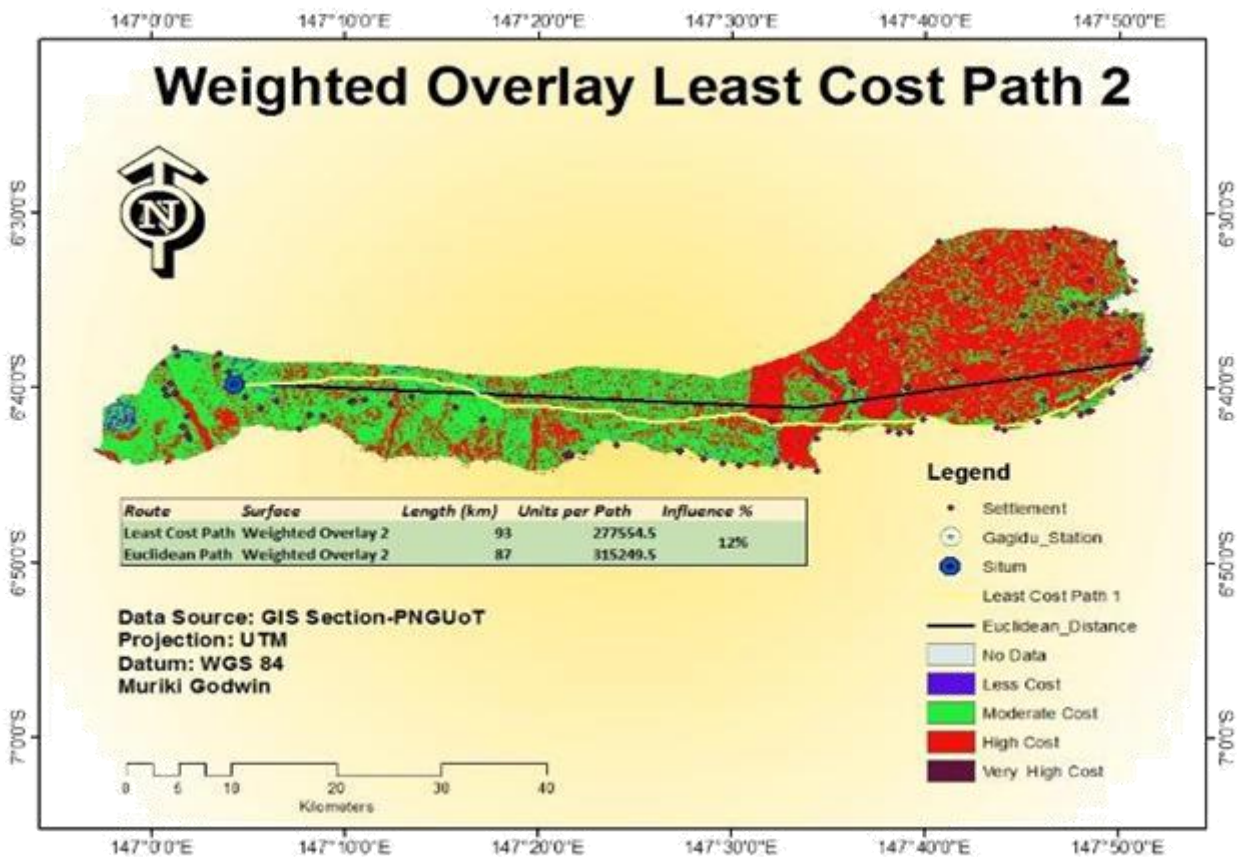 147°0'0"E 147°10'0"E 147°20'0"E 147°30'0"E 147°40'0"E 147°50'0"E
Weighted Overlay Least Cost Path 2
N
6°30'0"S 6°30'0"S
6°40'0"S 6°40'0"S
Route Surface Length (km) Units per Path Influence %
Least Cost Path Weighted Overlay 2 93 277554.5
12%
Euclidean Path Weighted Overlay 2 87 315249.5
6°50'0"S 6°50'0"S
Data Source: GIS Section-PNGUoT
Projection: UTM
Datum: WGS 84
Muriki Godwin
7°0'0"S 7°0'0"S
0 5 10 20 30 40
Kilometers
Legend
Settlement
Gagidu_Station
Situm
Least Cost Path 1
Euclidean_Distance
No Data
Less Cost
Moderate Cost
High Cost
Very High Cost
147°0'0"E 147°10'0"E 147°20'0"E 147°30'0"E 147°40'0"E 147°50'0"E